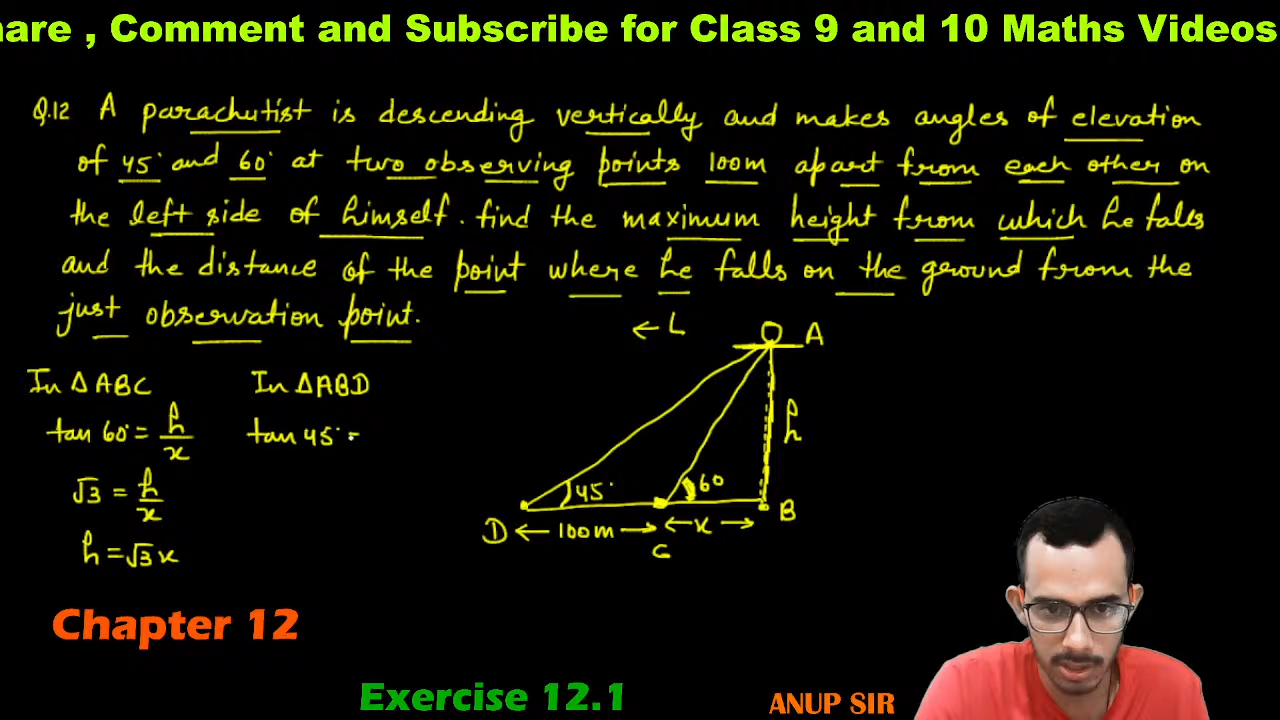 hare , Comment and Subscribe for Class 9 and 10 Maths Videos
Q.12 A parachutist is descending vertically and makes angles of elevation
of 45° and 60° at two observing points 100m apart from each other on
the left side of himself. find the maximum height from which he falls
and the distance of the point where he falls on the ground from the
just observation point.
← L
A
In △ABC
tan 60° = h/x
√3 = h/x
h = √3x
In △ABD
tan 45° =
h
45°
60
D ← 100m → ← x → B
C
Chapter 12
Exercise 12.1
ANUP SIR